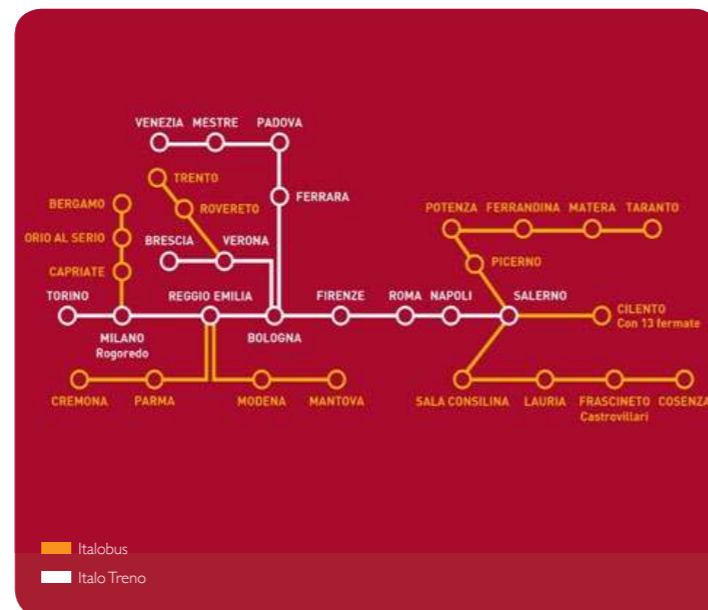 VENEZIA MESTRE PADOVA
TRENTO
BERGAMO
ROVERETO
FERRARA
POTENZA FERRANDINA MATERA TARANTO
ORIO AL SERIO
BRESCIA VERONA
CAPRIATE
PICERNO
TORINO
REGGIO EMILIA
FIRENZE
ROMA NAPOLI
SALERNO
CILENTO
Con 13 fermate
MILANO
Rogoredo
BOLOGNA
CREMONA PARMA
MODENA MANTOVA
SALA CONSILINA LAURIA FRASCINETO COSENZA
Castrovillari
Italobus
Italo Treno